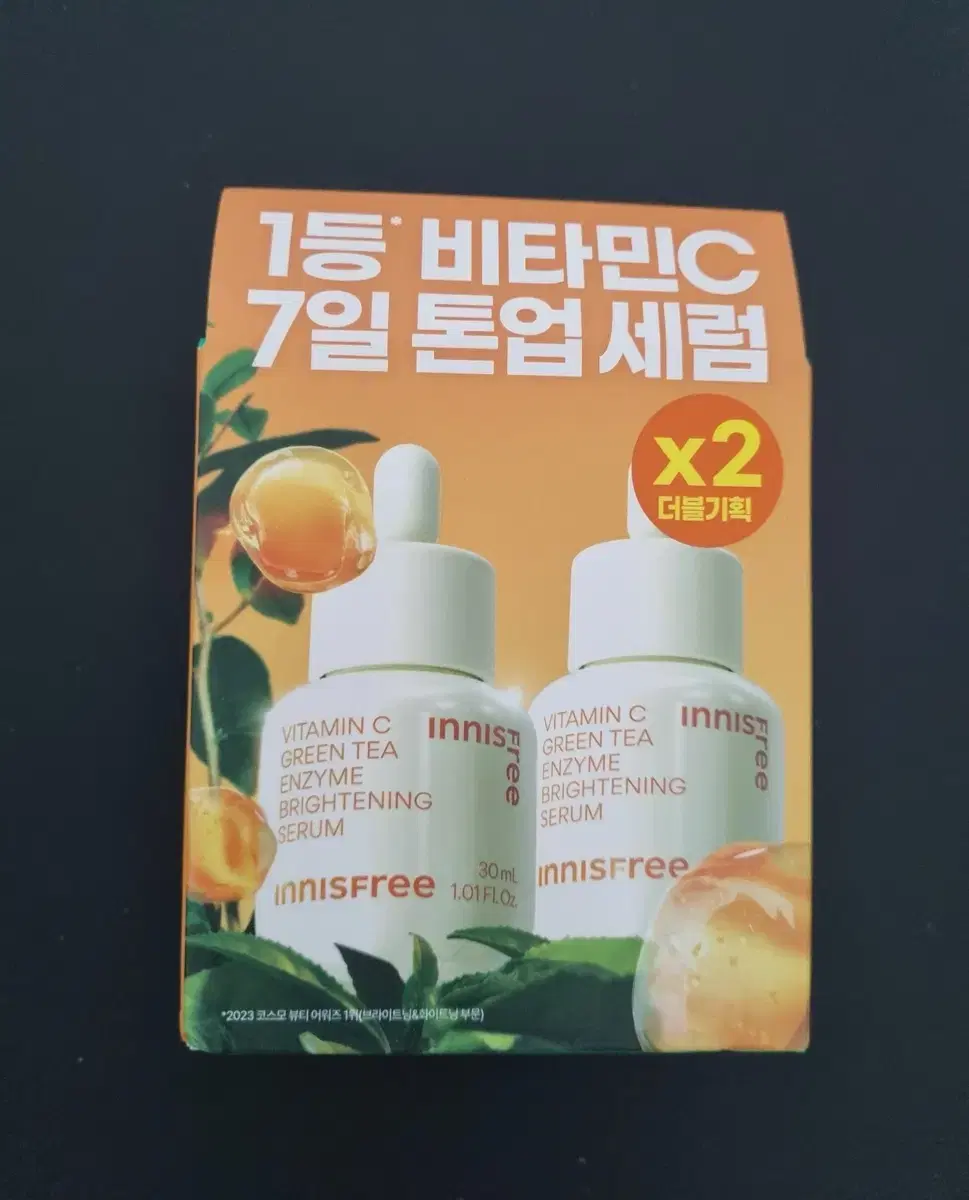 1등* 비타민C
7일 톤업 세럼
x2
더블기획
VITAMIN C
GREEN TEA
ENZYME
BRIGHTENING
SERUM
innisfree
innisfree
30 mL
1.01 Fl. Oz.
VITAMIN C
GREEN TEA
ENZYME
BRIGHTENING
SERUM
innisfree
innisfree
*2023 코스모 뷰티 어워즈 1위(브라이트닝&화이트닝 부문)